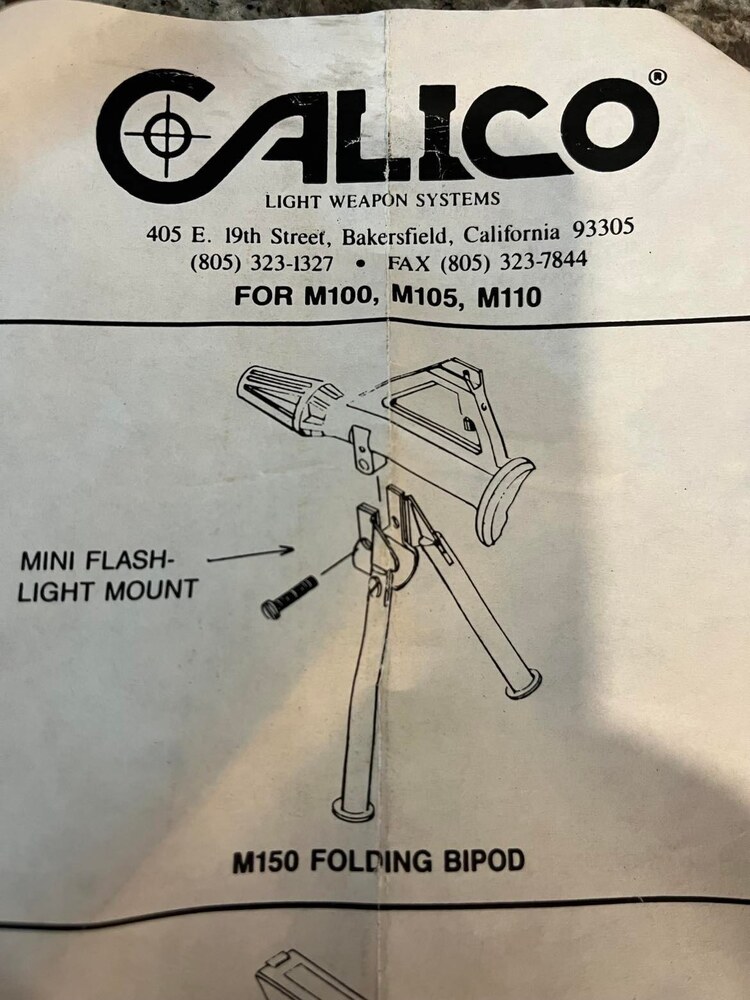 CALICO®
LIGHT WEAPON SYSTEMS
405 E. 19th Street, Bakersfield, California 93305
(805) 323-1327 • FAX (805) 323-7844
FOR M100, M105, M110
MINI FLASH-
LIGHT MOUNT
M150 FOLDING BIPOD